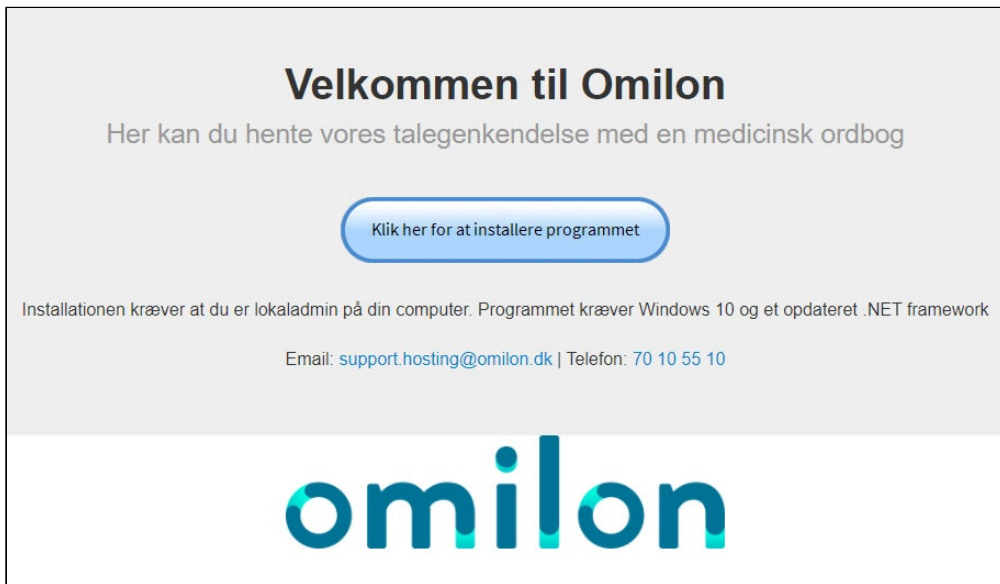 Velkommen til Omilon
Her kan du hente vores talegenkendelse med en medicinsk ordbog
Klik her for at installere programmet
Installationen kræver at du er lokaladmin på din computer. Programmet kræver Windows 10 og et opdateret .NET framework
Email: support.hosting@omilon.dk | Telefon: 70 10 55 10
omilon